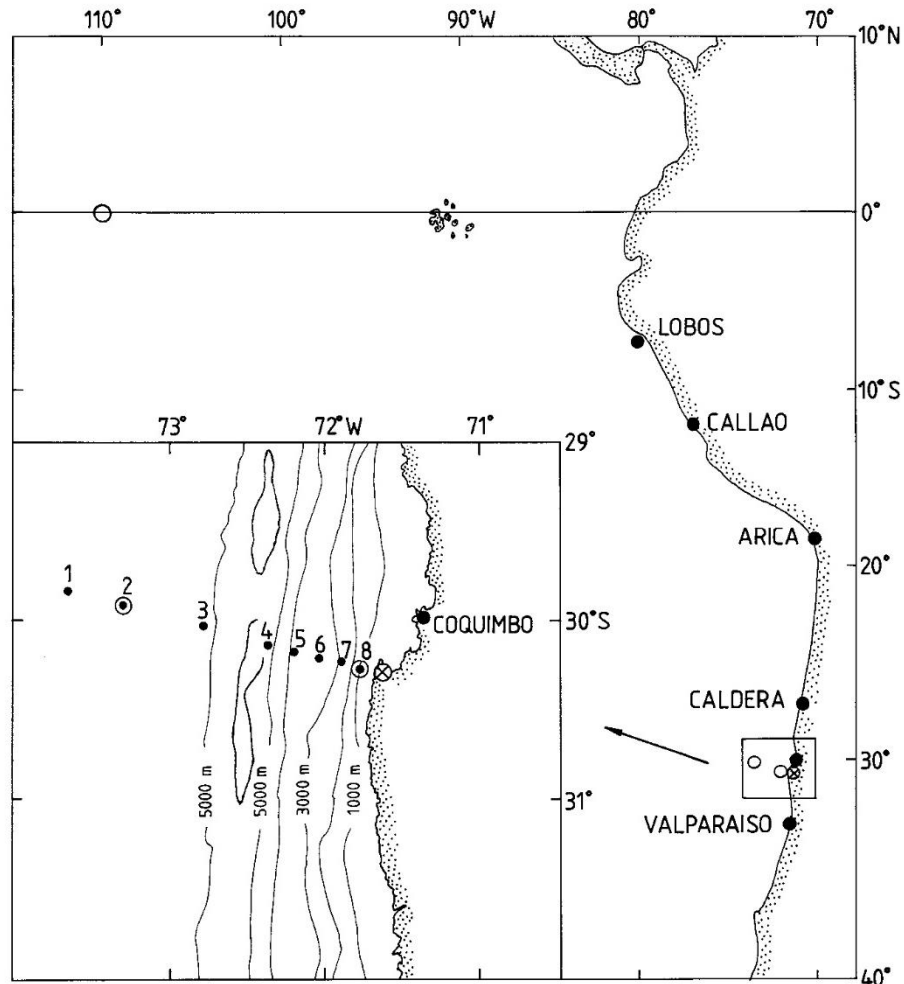 110° 100° 90°W 80° 70°
10°N
0°
LOBOS
10°S
73° 72°W 71°
29°
CALLAO
ARICA
20°
1
2
3
4 5 6 7 8
COQUIMBO
30°S
CALDERA
30°
5000 m
5000 m
3000 m
1000 m
31°
VALPARAISO
40°